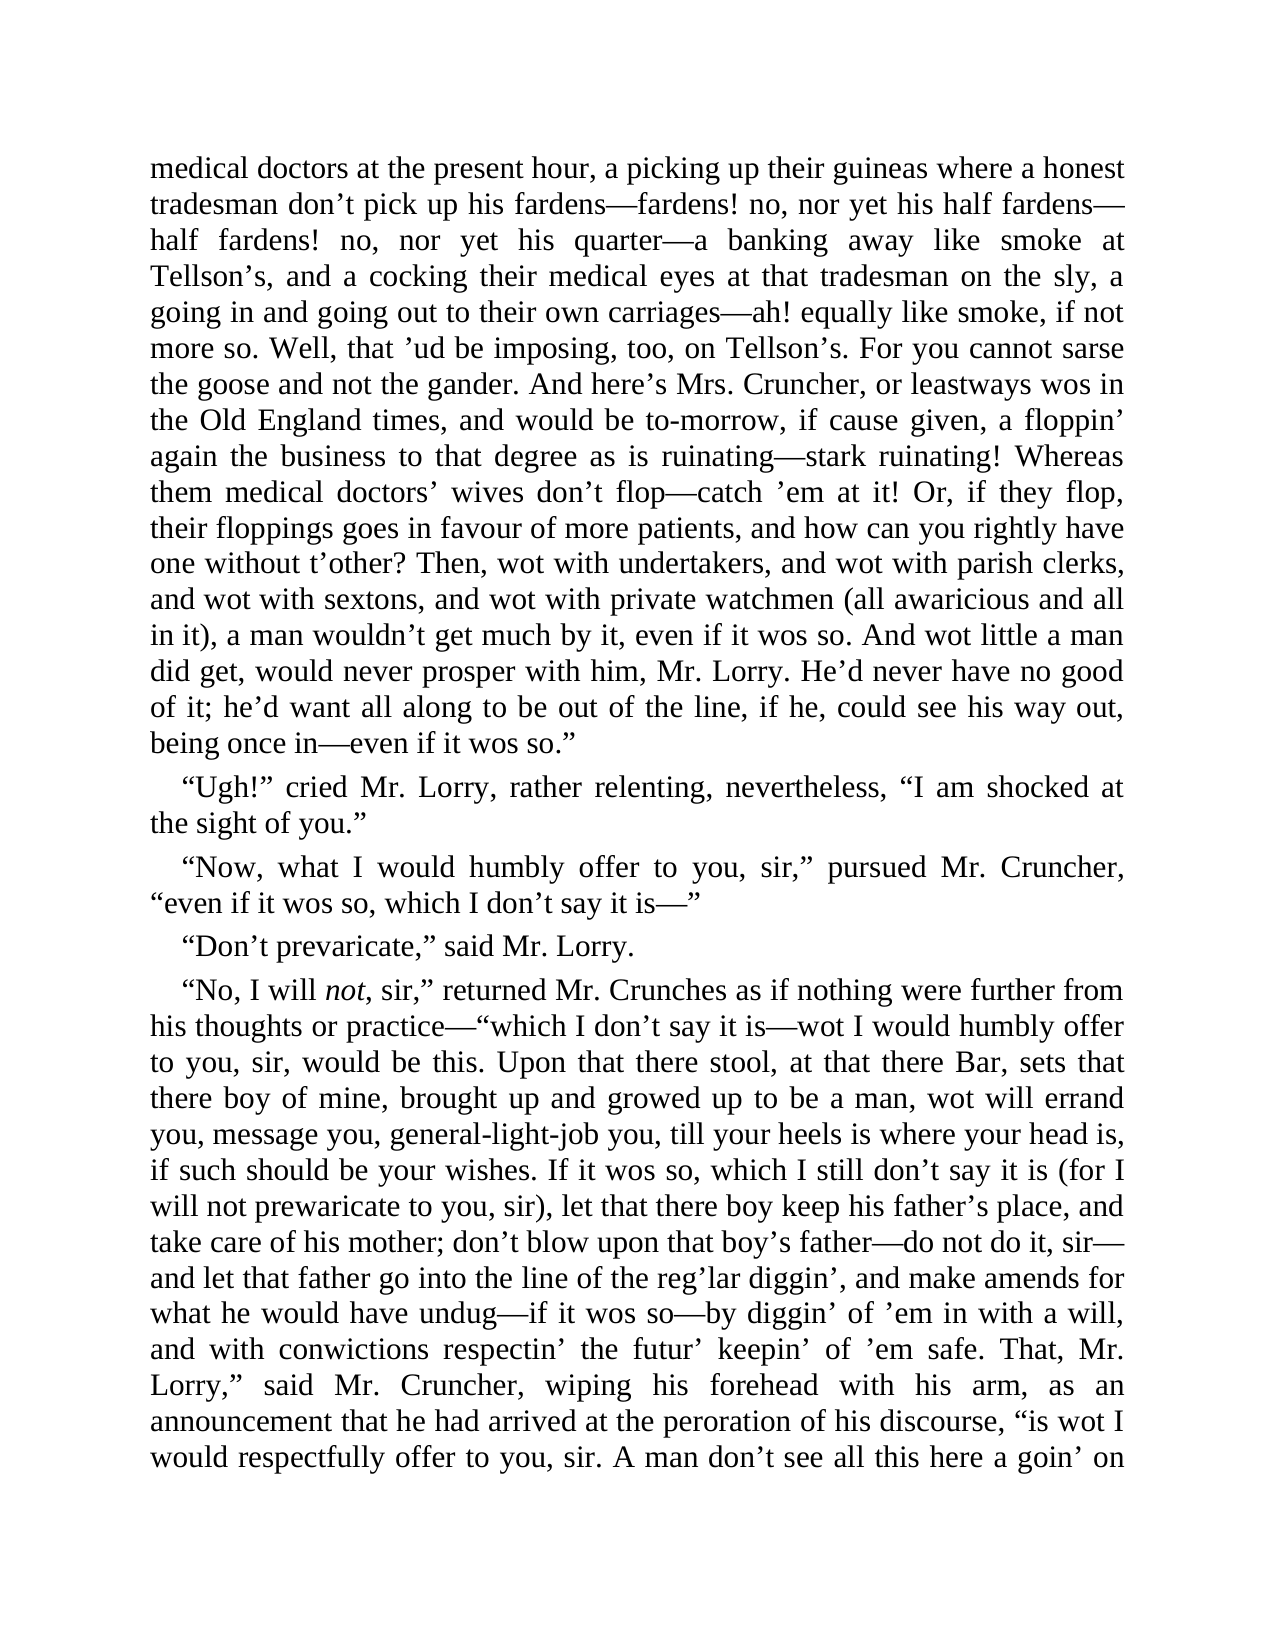 medical doctors at the present hour, a picking up their guineas where a honest
tradesman don’t pick up his fardens—fardens! no, nor yet his half fardens—
half fardens! no, nor yet his quarter—a banking away like smoke at
Tellson’s, and a cocking their medical eyes at that tradesman on the sly, a
going in and going out to their own carriages—ah! equally like smoke, if not
more so. Well, that ’ud be imposing, too, on Tellson’s. For you cannot sarse
the goose and not the gander. And here’s Mrs. Cruncher, or leastways wos in
the Old England times, and would be to-morrow, if cause given, a floppin’
again the business to that degree as is ruinating—stark ruinating! Whereas
them medical doctors’ wives don’t flop—catch ’em at it! Or, if they flop,
their floppings goes in favour of more patients, and how can you rightly have
one without t’other? Then, wot with undertakers, and wot with parish clerks,
and wot with sextons, and wot with private watchmen (all awaricious and all
in it), a man wouldn’t get much by it, even if it wos so. And wot little a man
did get, would never prosper with him, Mr. Lorry. He’d never have no good
of it; he’d want all along to be out of the line, if he, could see his way out,
being once in—even if it wos so.”
“Ugh!” cried Mr. Lorry, rather relenting, nevertheless, “I am shocked at
the sight of you.”
“Now, what I would humbly offer to you, sir,” pursued Mr. Cruncher,
“even if it wos so, which I don’t say it is—”
“Don’t prevaricate,” said Mr. Lorry.
“No, I will not, sir,” returned Mr. Crunches as if nothing were further from
his thoughts or practice—“which I don’t say it is—wot I would humbly offer
to you, sir, would be this. Upon that there stool, at that there Bar, sets that
there boy of mine, brought up and growed up to be a man, wot will errand
you, message you, general-light-job you, till your heels is where your head is,
if such should be your wishes. If it wos so, which I still don’t say it is (for I
will not prewaricate to you, sir), let that there boy keep his father’s place, and
take care of his mother; don’t blow upon that boy’s father—do not do it, sir—
and let that father go into the line of the reg’lar diggin’, and make amends for
what he would have undug—if it wos so—by diggin’ of ’em in with a will,
and with conwictions respectin’ the futur’ keepin’ of ’em safe. That, Mr.
Lorry,” said Mr. Cruncher, wiping his forehead with his arm, as an
announcement that he had arrived at the peroration of his discourse, “is wot I
would respectfully offer to you, sir. A man don’t see all this here a goin’ on